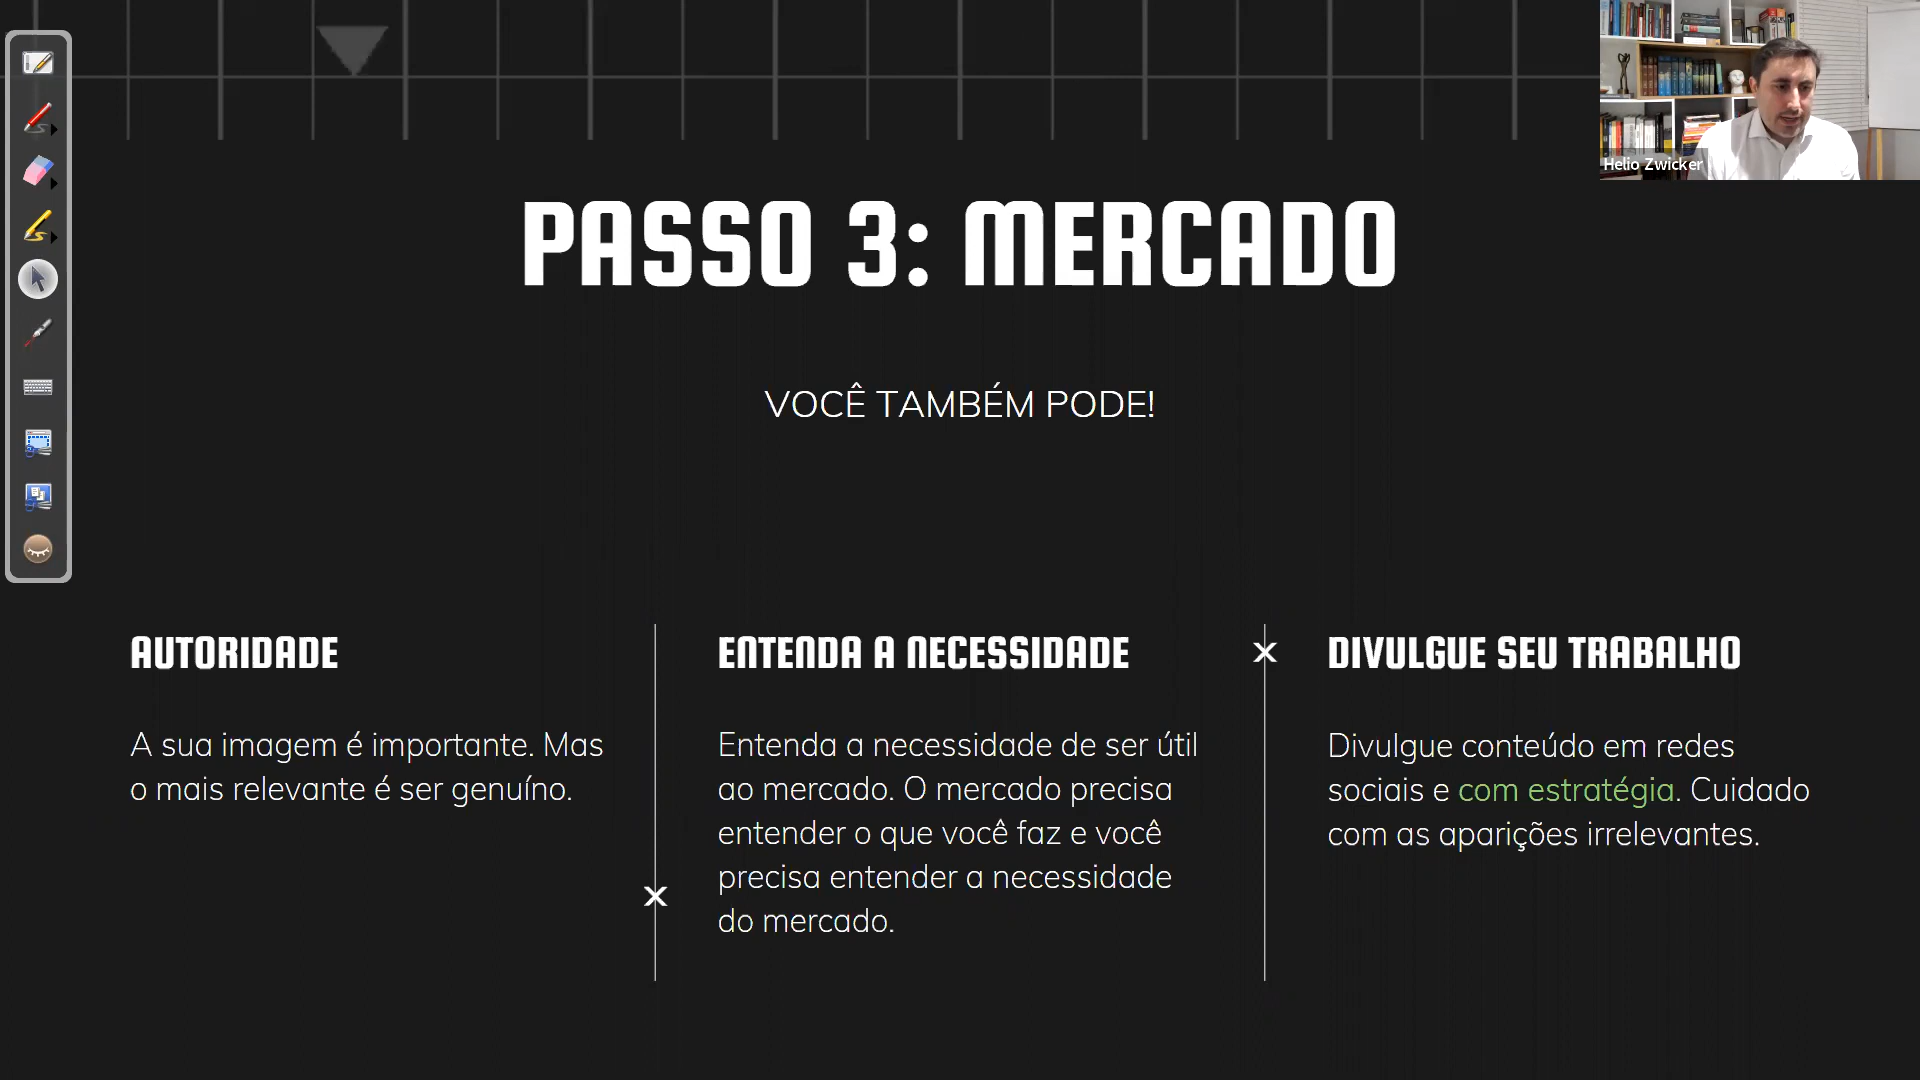 Helio Zwicker
PASSO 3: MERCADO
VOCÊ TAMBÉM PODE!
AUTORIDADE
A sua imagem é importante. Mas
o mais relevante é ser genuíno.
ENTENDA A NECESSIDADE
Entenda a necessidade de ser útil
ao mercado. O mercado precisa
entender o que você faz e você
precisa entender a necessidade
do mercado.
DIVULGUE SEU TRABALHO
Divulgue conteúdo em redes
sociais e com estratégia. Cuidado
com as aparições irrelevantes.